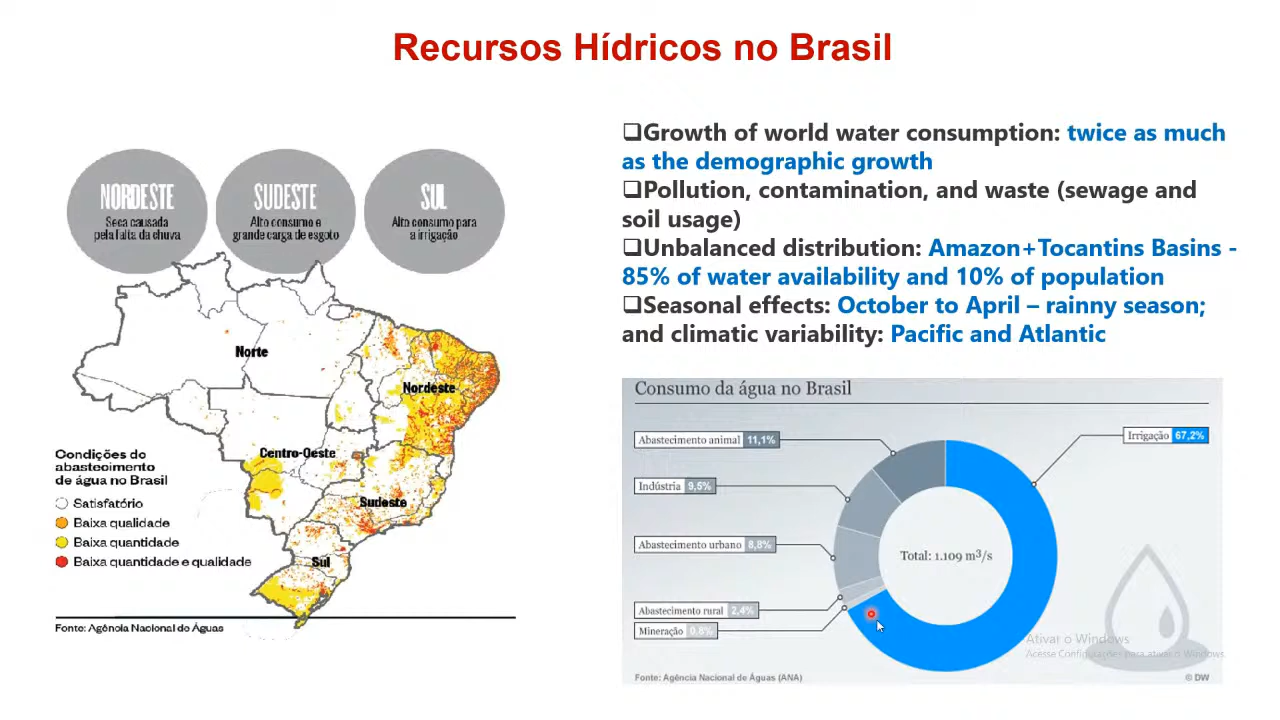 Recursos Hídricos no Brasil
NORDESTE
Seca causada
pela falta da chuva
SUDESTE
Alto consumo e
grande carga de esgoto
SUL
Alto consumo para
a irrigação
Norte
Nordeste
Centro-Oeste
Sudeste
Sul
Condições do
abastecimento
de água no Brasil
Satisfatório
Baixa qualidade
Baixa quantidade
Baixa quantidade e qualidade
Fonte: Agência Nacional de Águas
❑Growth of world water consumption: twice as much
as the demographic growth
❑Pollution, contamination, and waste (sewage and
soil usage)
❑Unbalanced distribution: Amazon+Tocantins Basins -
85% of water availability and 10% of population
❑Seasonal effects: October to April – rainny season;
and climatic variability: Pacific and Atlantic
Consumo da água no Brasil
Abastecimento animal 11,1%
Irrigação 67,2%
Indústria 9,5%
Abastecimento urbano 8,8%
Total: 1.109 m³/s
Abastecimento rural 2,4%
Mineração 0,8%
Ativar o Windows
Acesse Configurações para ativar o Windows.
Fonte: Agência Nacional de Águas (ANA)
© DW